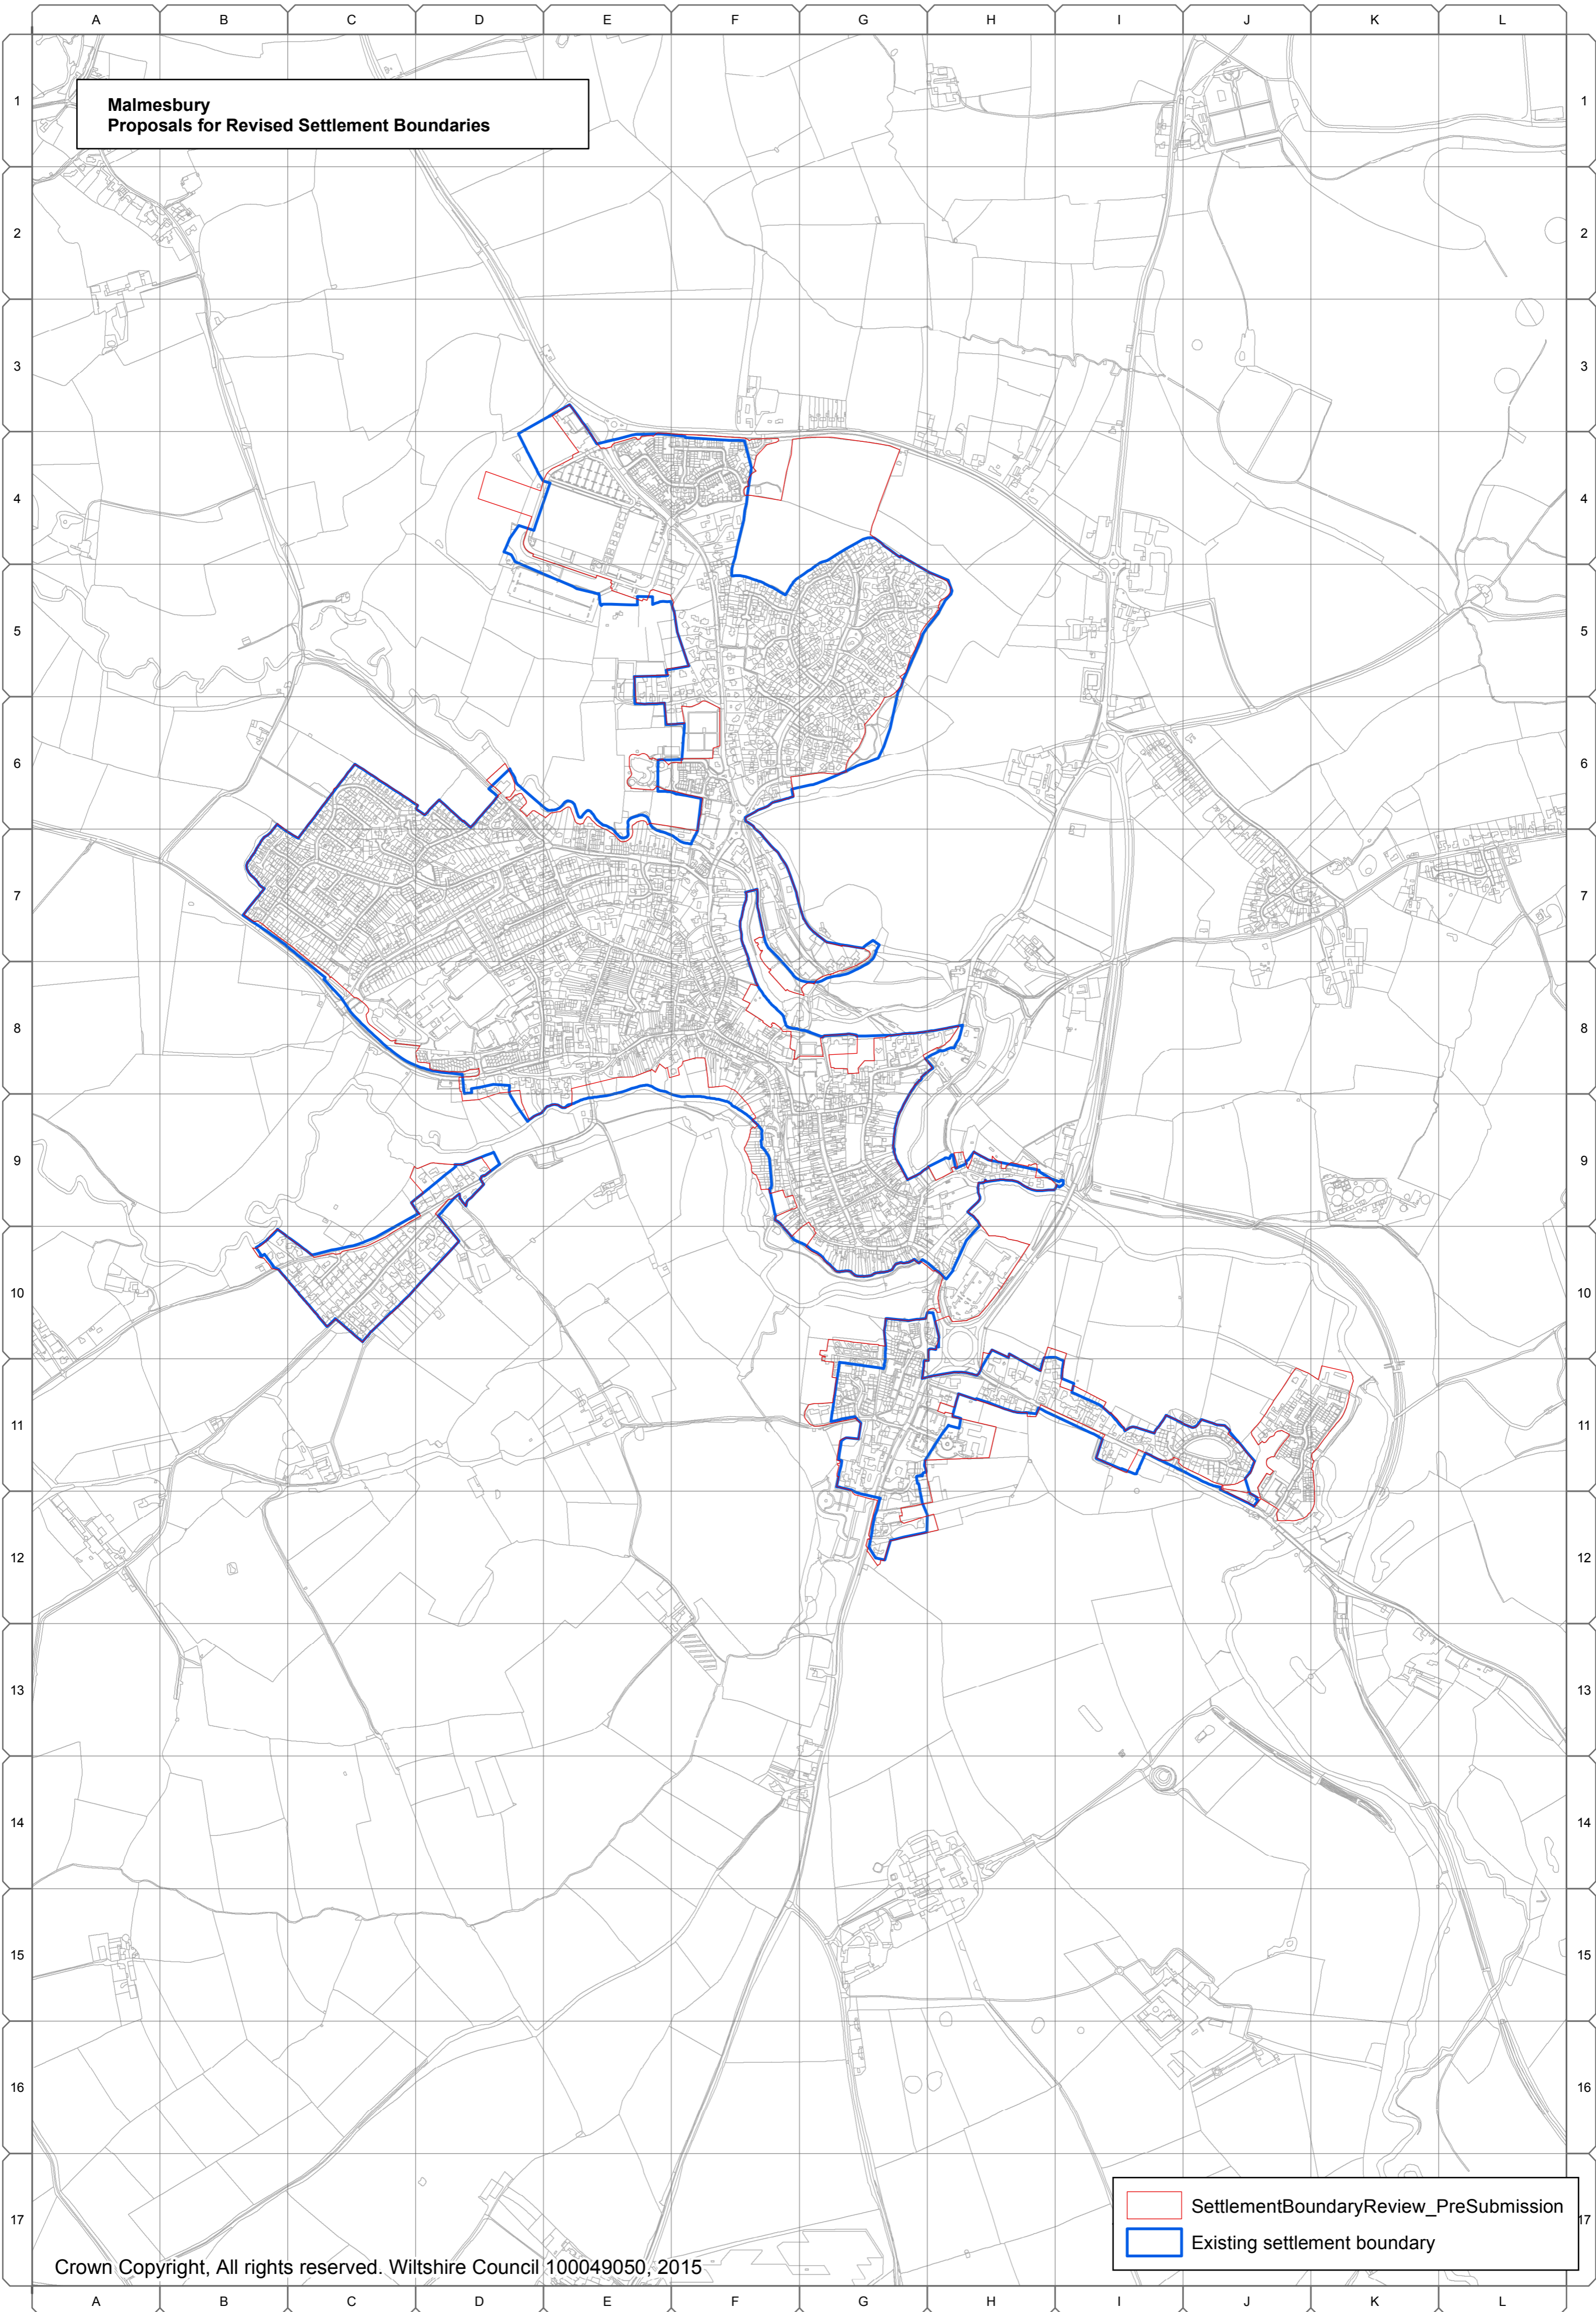 A B C D E F G H I J K L
Malmesbury
Proposals for Revised Settlement Boundaries
1 1
2 2
3 3
4 4
5 5
6 6
7 7
8 8
9 9
10 10
11 11
12 12
13 13
14 14
15 15
16 16
17 17
SettlementBoundaryReview_PreSubmission
Existing settlement boundary
Crown Copyright, All rights reserved. Wiltshire Council 100049050, 2015
A B C D E F G H I J K L